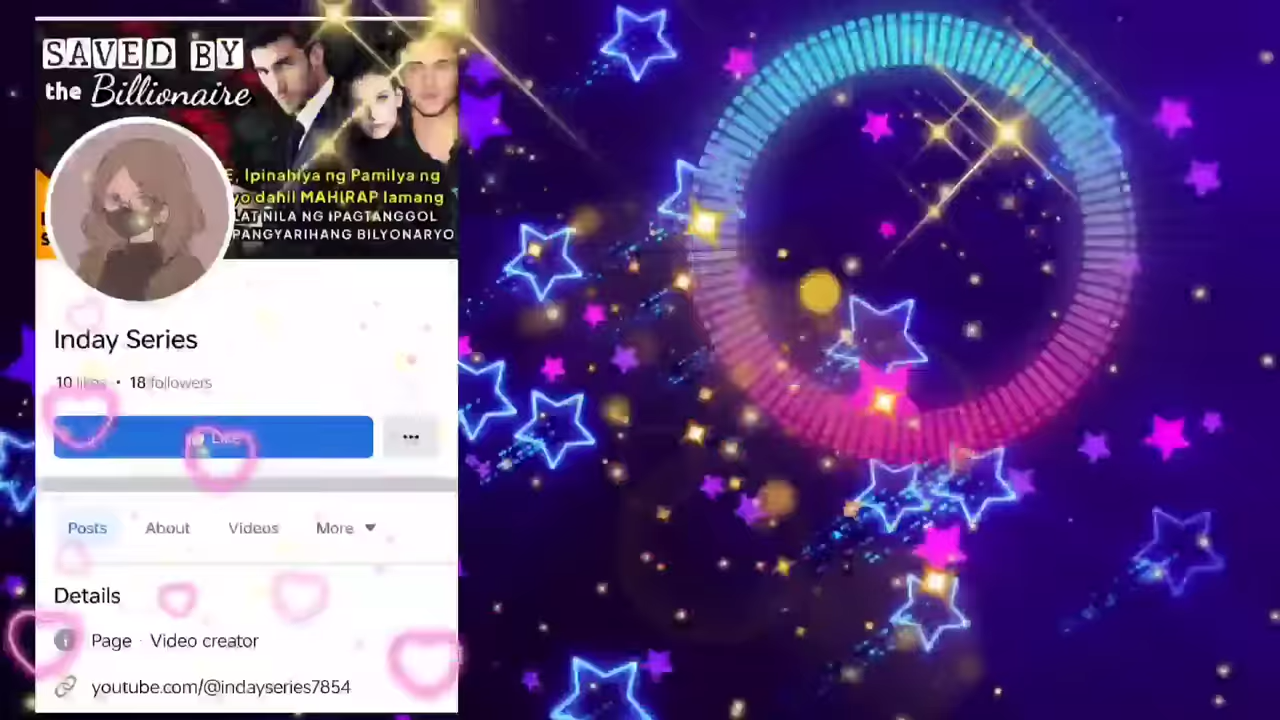 SAVED BY
the Billionaire
E, Ipinahiya ng Pamilya ng
yo dahil MAHIRAP lamang
NILA NG IPAGTANGGOL
PANGYARIHANG BILYONARYO
Inday Series
10 likes · 18 followers
Like
Posts About Videos More
Details
Page · Video creator
youtube.com/@indayseries7854